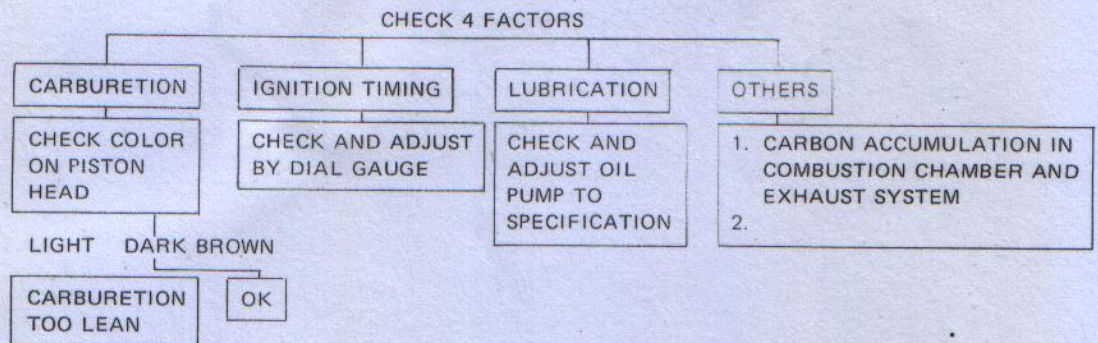 CHECK 4 FACTORS
CARBURETION
IGNITION TIMING
LUBRICATION
OTHERS
CHECK COLOR
ON PISTON
HEAD
CHECK AND ADJUST
BY DIAL GAUGE
CHECK AND
ADJUST OIL
PUMP TO
SPECIFICATION
1. CARBON ACCUMULATION IN
COMBUSTION CHAMBER AND
EXHAUST SYSTEM
2.
LIGHT DARK BROWN
CARBURETION
TOO LEAN
OK